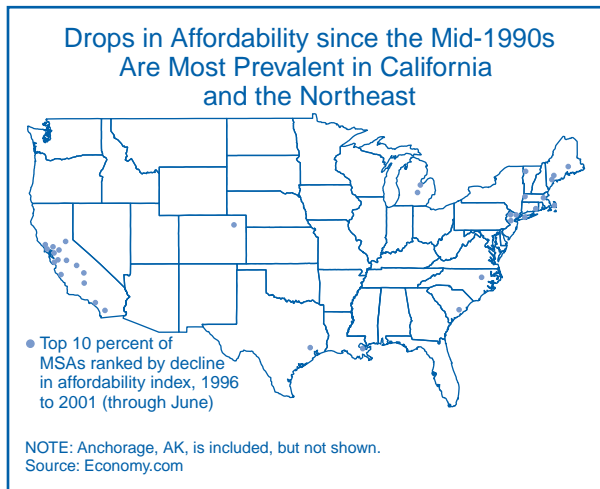 Drops in Affordability since the Mid-1990s
Are Most Prevalent in California
and the Northeast
Top 10 percent of
MSAs ranked by decline
in affordability index, 1996
to 2001 (through June)
NOTE: Anchorage, AK, is included, but not shown.
Source: Economy.com